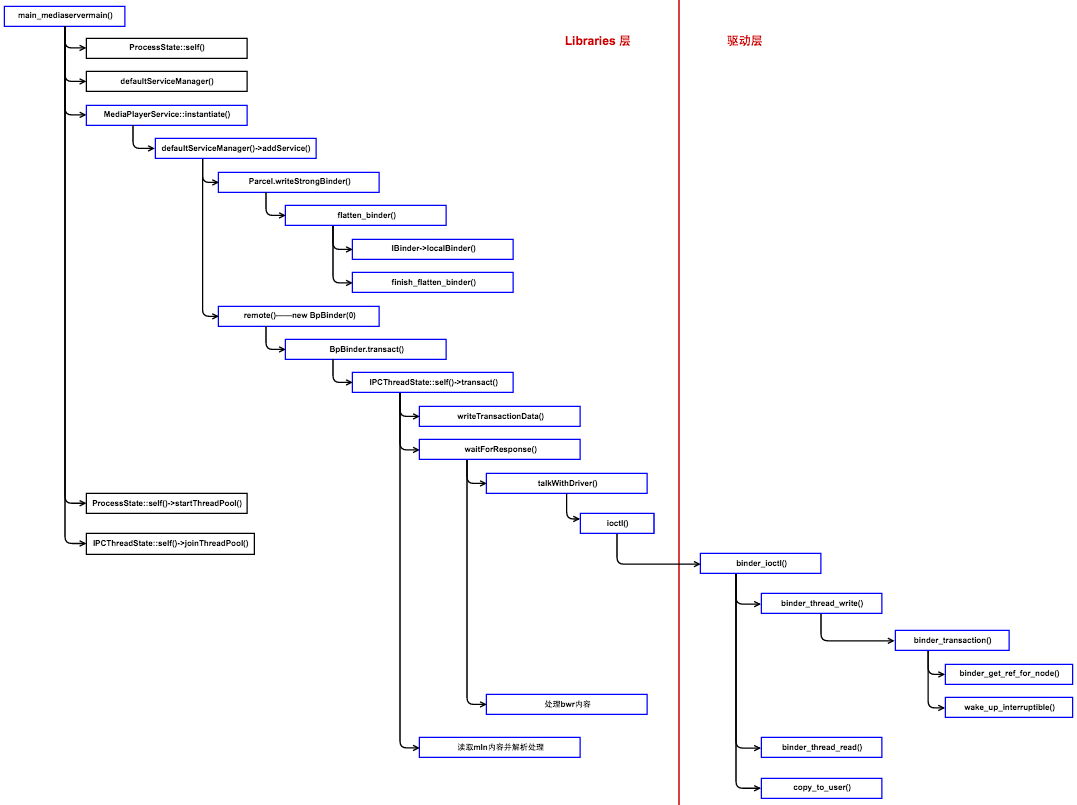 main_mediaservermain()
Libraries 层
驱动层
ProcessState::self()
defaultServiceManager()
MediaPlayerService::instantiate()
defaultServiceManager()->addService()
Parcel.writeStrongBinder()
flatten_binder()
IBinder->localBinder()
finish_flatten_binder()
remote()——new BpBinder(0)
BpBinder.transact()
IPCThreadState::self()->transact()
writeTransactionData()
waitForResponse()
talkWithDriver()
ProcessState::self()->startThreadPool()
ioctl()
IPCThreadState::self()->joinThreadPool()
binder_ioctl()
binder_thread_write()
binder_transaction()
binder_get_ref_for_node()
处理bwr内容
wake_up_interruptible()
读取mIn内容并解析处理
binder_thread_read()
copy_to_user()